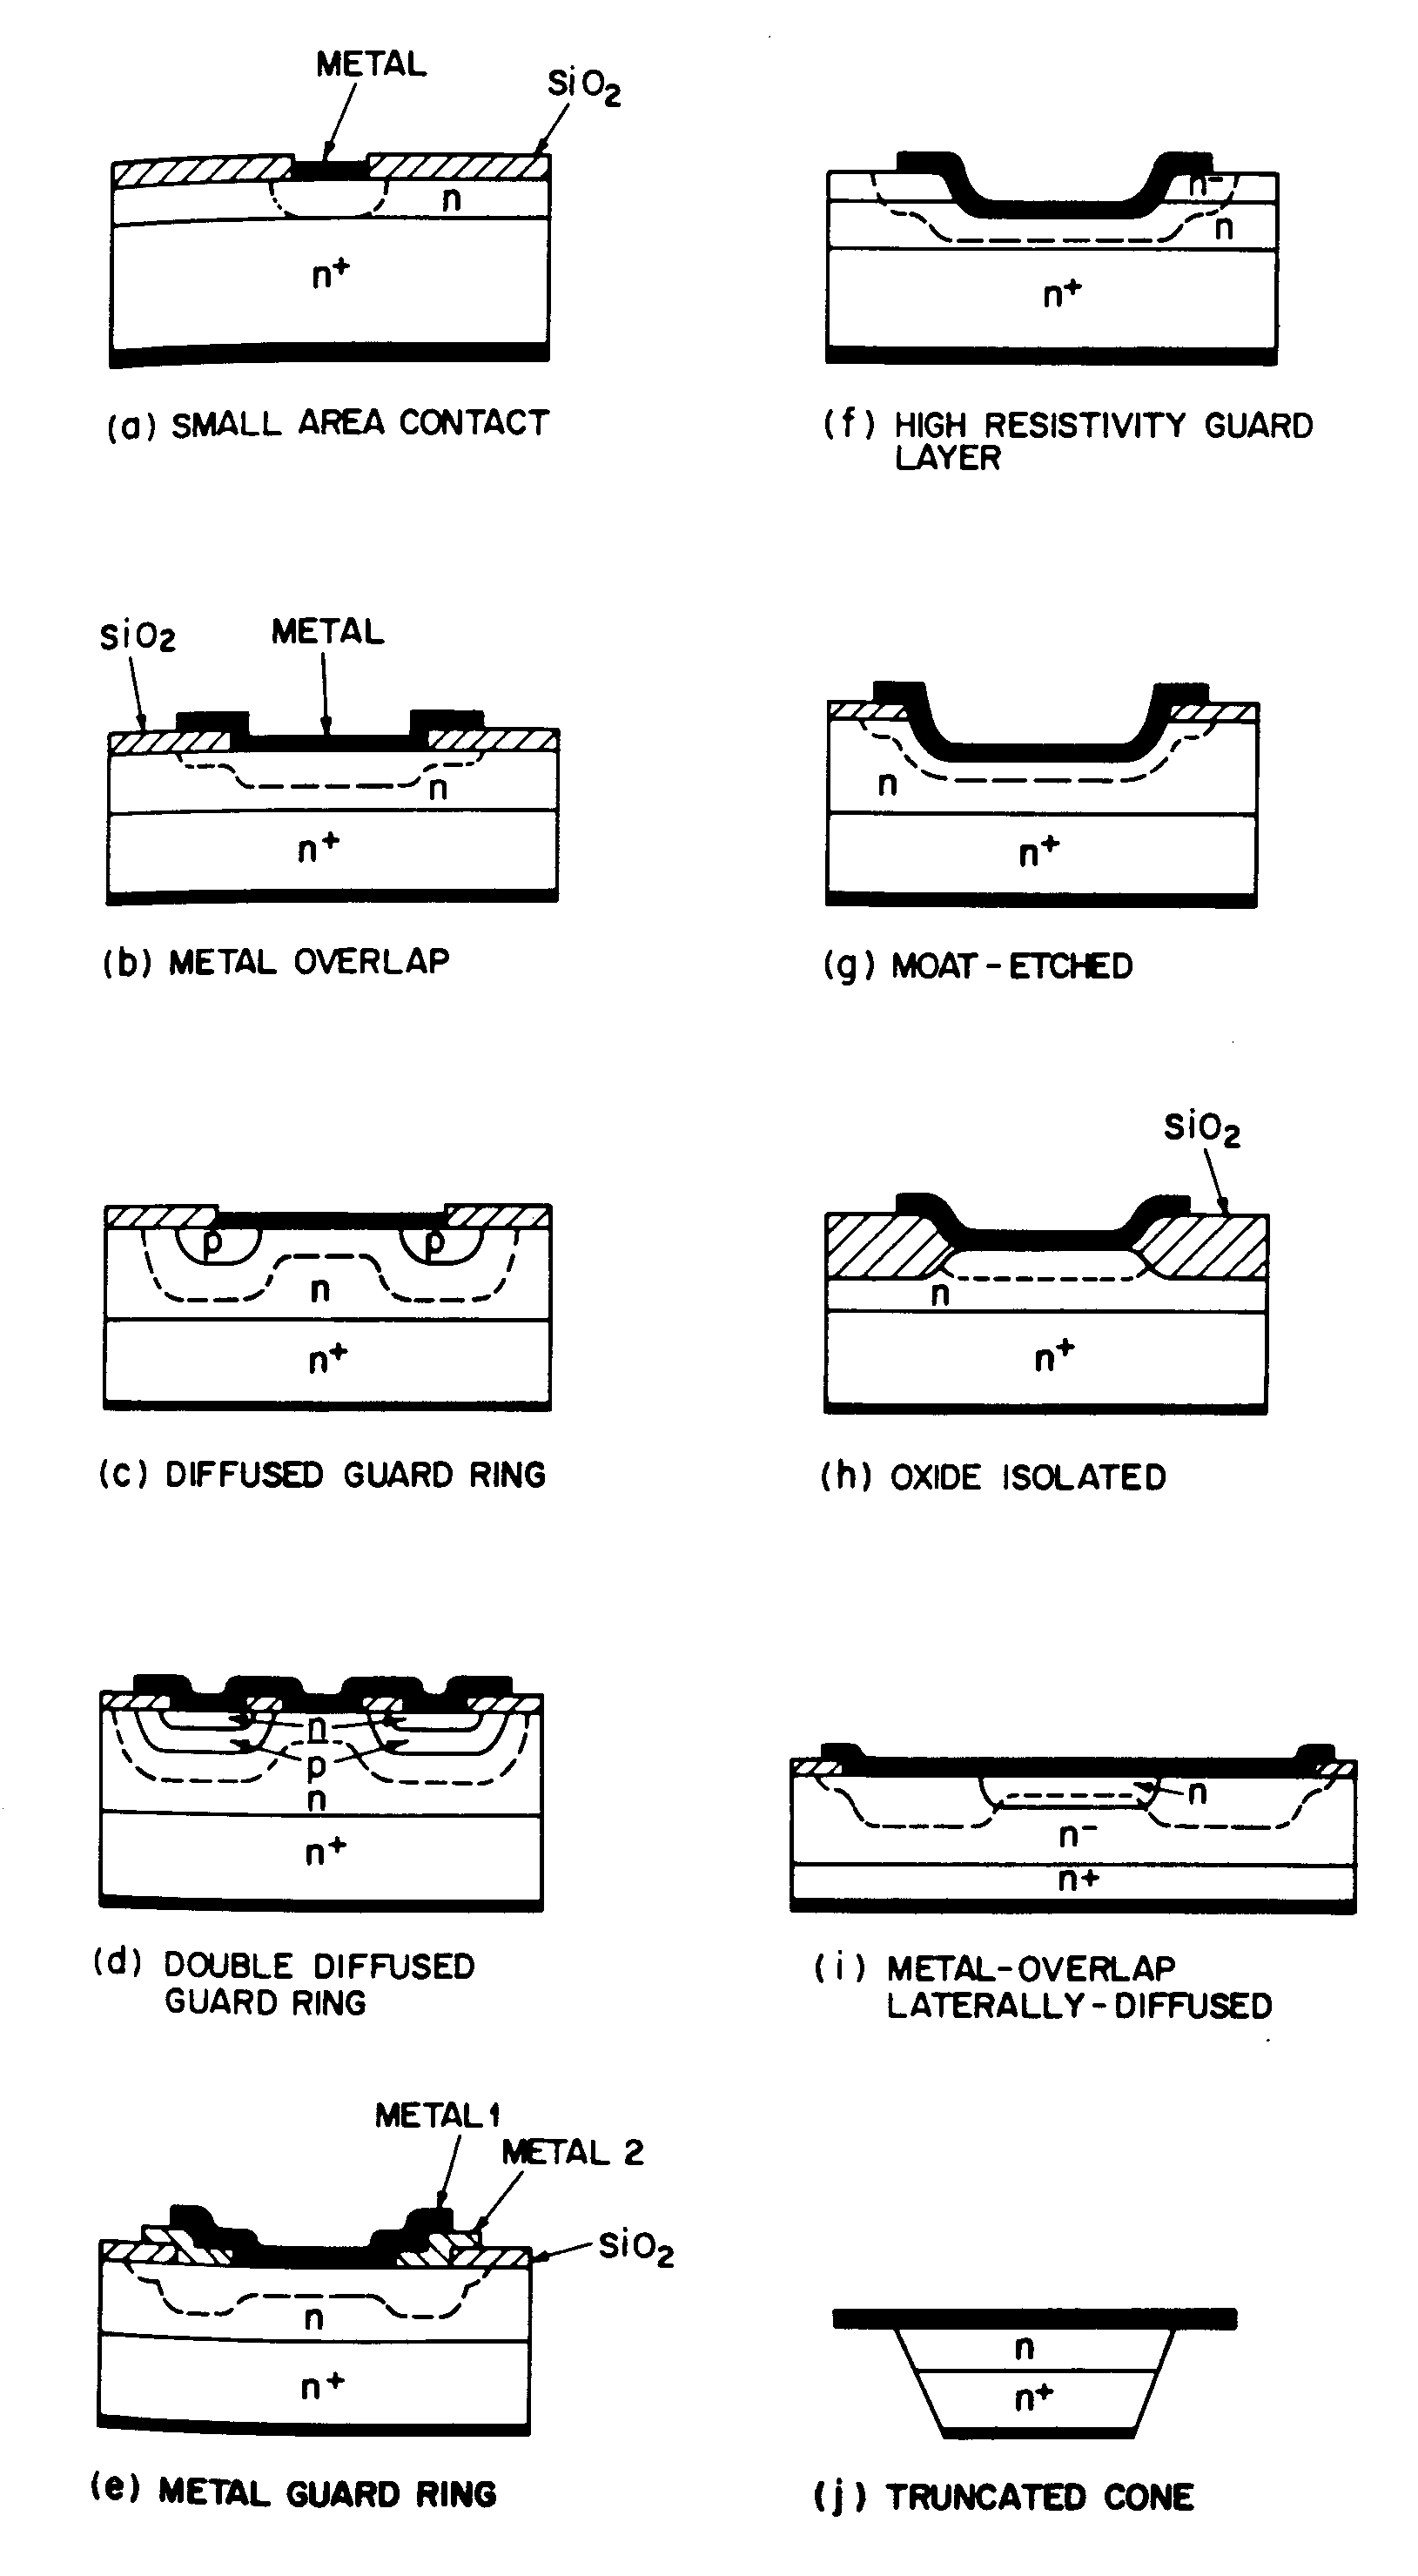 METAL
SiO2
n
n+
(a) SMALL AREA CONTACT
SiO2
METAL
n
n+
(b) METAL OVERLAP
p p
n
n+
(c) DIFFUSED GUARD RING
n
p
n
n+
(d) DOUBLE DIFFUSED
GUARD RING
METAL 1
METAL 2
SiO2
n
n+
(e) METAL GUARD RING
n-
n
n+
(f) HIGH RESISTIVITY GUARD
LAYER
n
n+
(g) MOAT-ETCHED
SiO2
n
n+
(h) OXIDE ISOLATED
n
n-
n+
(i) METAL-OVERLAP
LATERALLY-DIFFUSED
n
n+
(j) TRUNCATED CONE